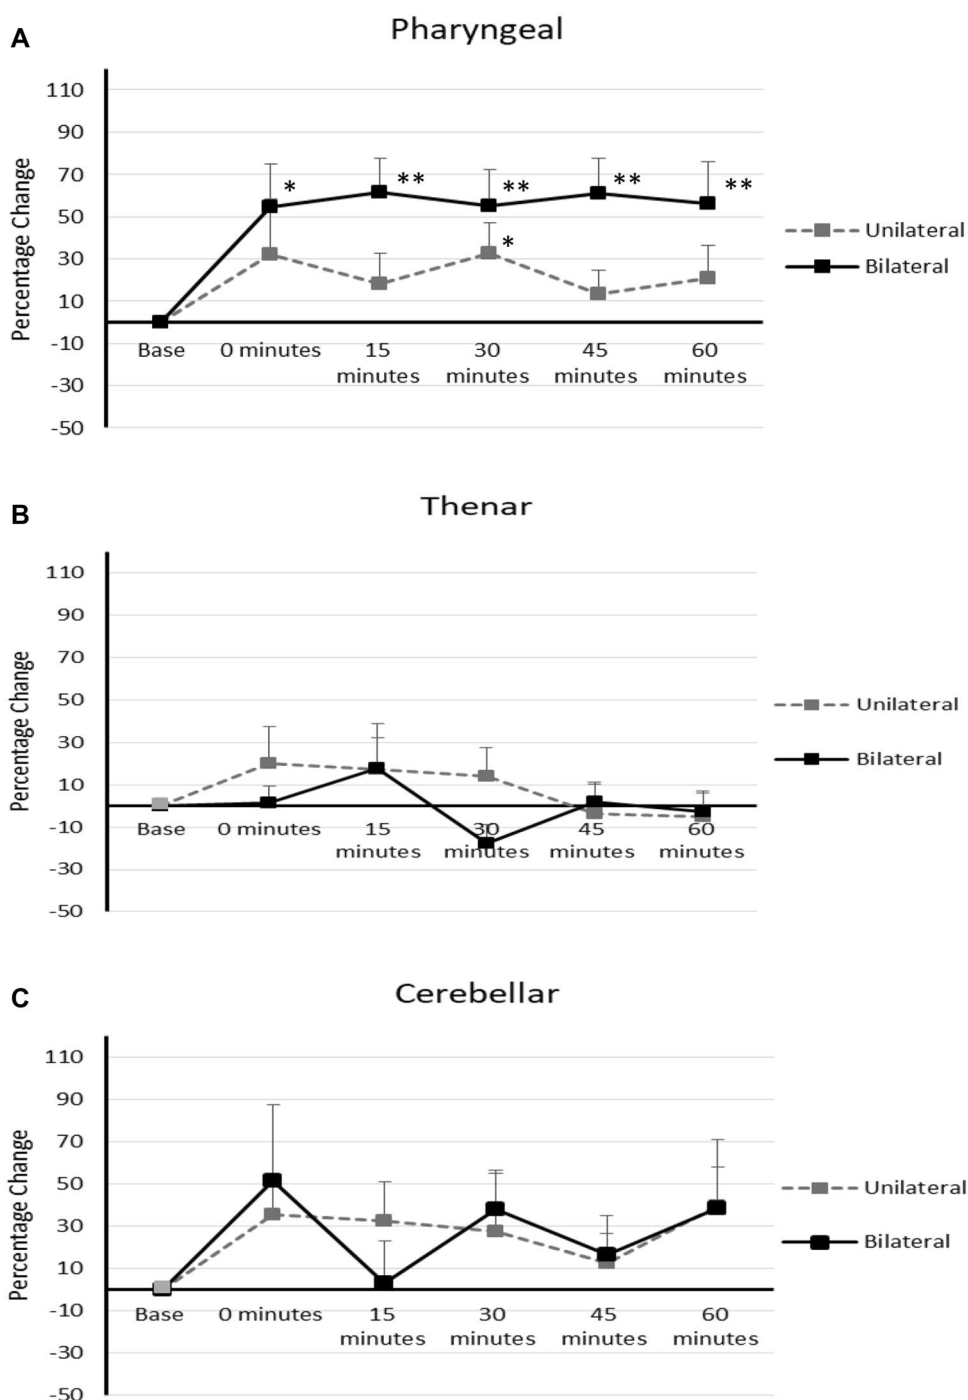 A
Pharyngeal
Percentage Change
110
90
70
50
30
10
-10
-30
-50
*
**
**
**
**
*
Base
0 minutes
15 minutes
30 minutes
45 minutes
60 minutes
Unilateral
Bilateral
B
Thenar
Percentage Change
110
90
70
50
30
10
-10
-30
-50
Base
0 minutes
15 minutes
30 minutes
45 minutes
60 minutes
Unilateral
Bilateral
C
Cerebellar
Percentage Change
110
90
70
50
30
10
-10
-30
-50
Base
0 minutes
15 minutes
30 minutes
45 minutes
60 minutes
Unilateral
Bilateral